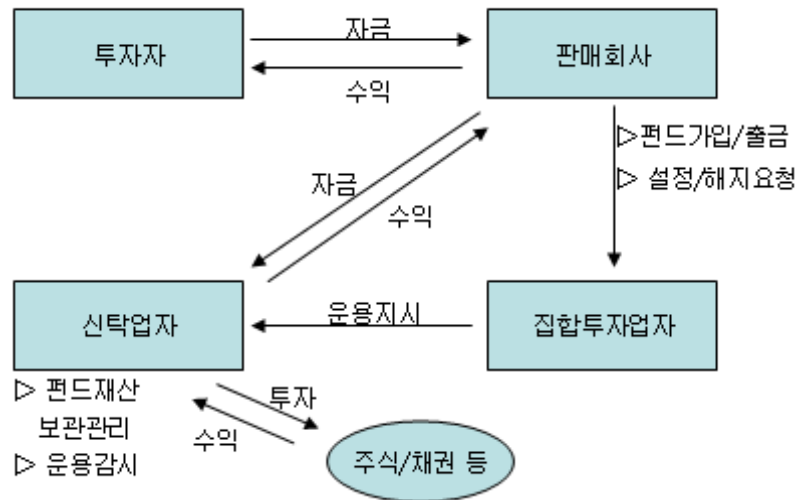 자금
투자자
판매회사
수익
▷펀드가입/출금
▷ 설정/해지요청
자금
수익
신탁업자
운용지시
집합투자업자
▷ 펀드재산
보관관리
▷ 운용감시
투자
수익
주식/채권 등